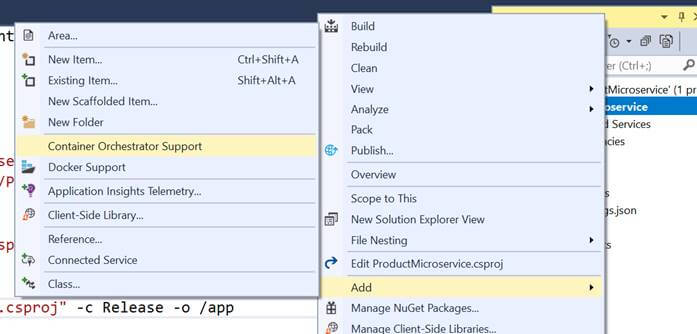 Area...
New Item... Ctrl+Shift+A
Existing Item... Shift+Alt+A
New Scaffolded Item...
New Folder
Container Orchestrator Support
Docker Support
Application Insights Telemetry...
Client-Side Library...
Reference...
Connected Service
Class...
Build
Rebuild
Clean
View
Analyze
Pack
Publish...
Overview
Scope to This
New Solution Explorer View
File Nesting
Edit ProductMicroservice.csproj
Add
Manage NuGet Packages...
Manage Client-Side Libraries...
er (Ctrl+;)
tMicroservice' (1 pr
oservice
d Services
cies
gs.json
s
nt
se
/P
sp
.csproj" -c Release -o /app